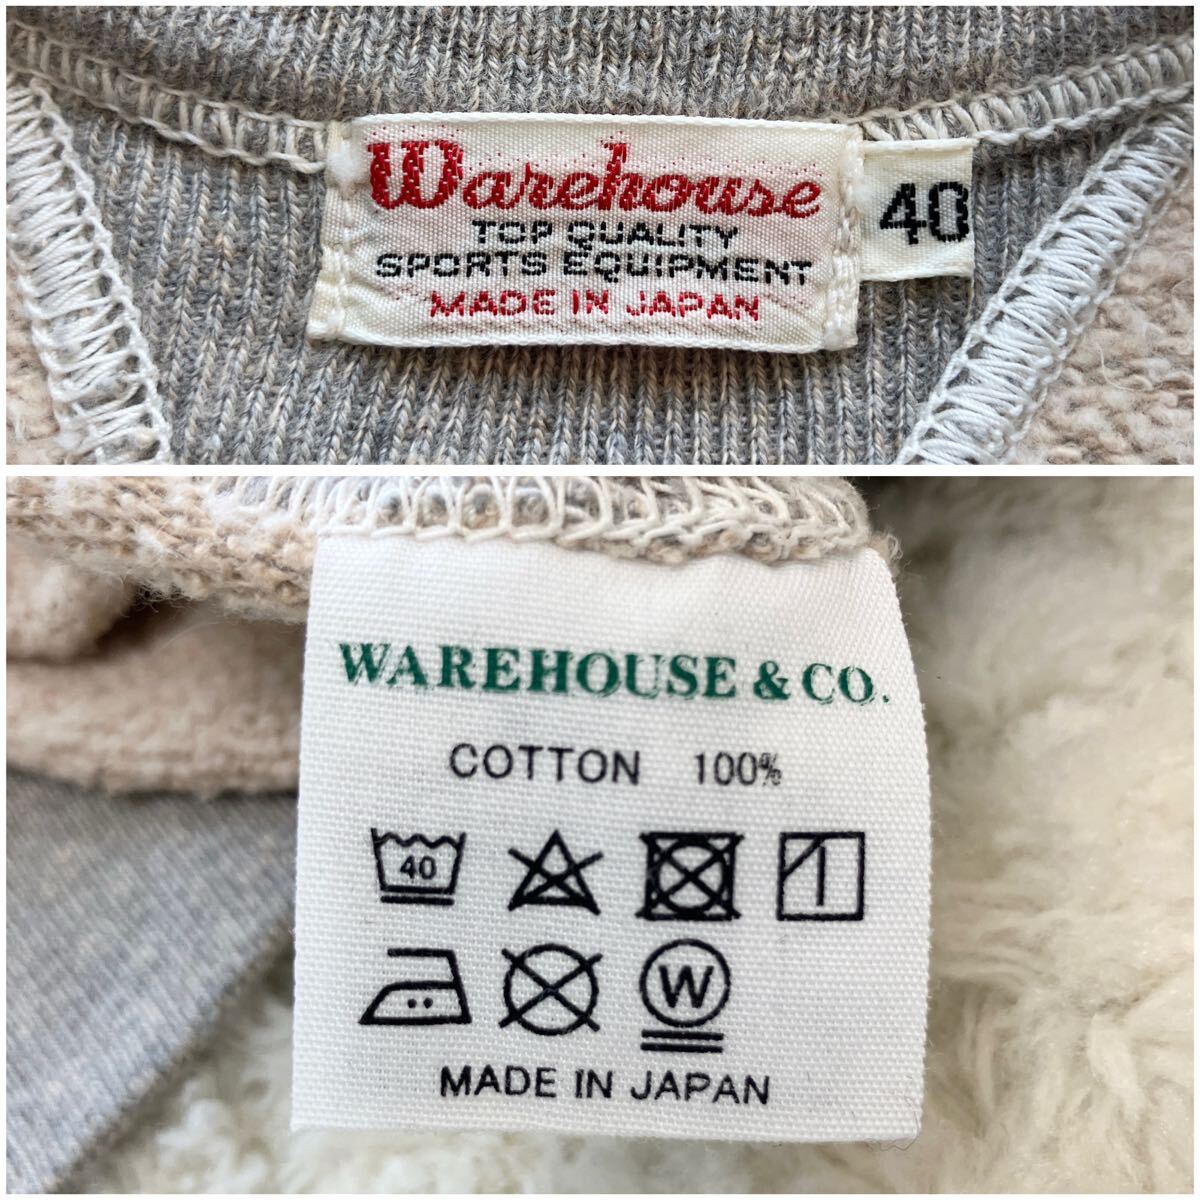 Warehouse
TOP QUALITY
SPORTS EQUIPMENT
MADE IN JAPAN
40
WAREHOUSE & CO.
COTTON 100%
40
W
MADE IN JAPAN